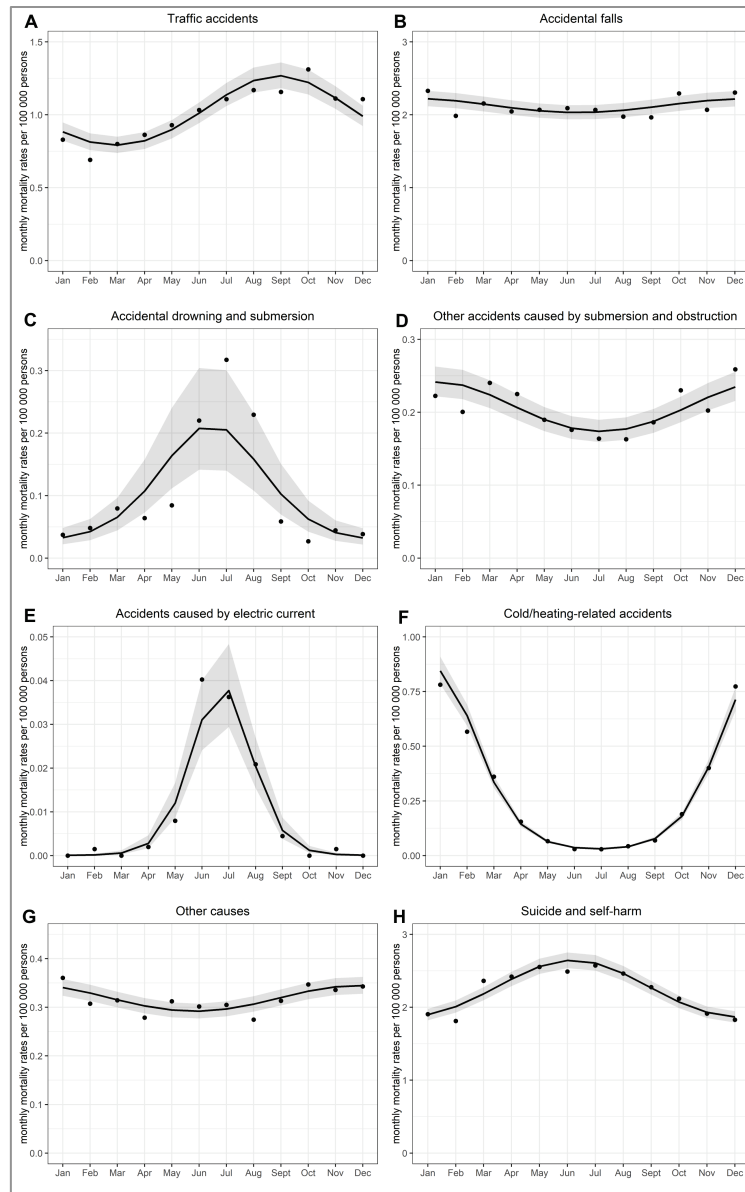 A Traffic accidents
monthly mortality rates per 100 000 persons
1.5
1.0
0.5
0.0
Jan Feb Mar Apr May Jun Jul Aug Sept Oct Nov Dec
B Accidental falls
monthly mortality rates per 100 000 persons
3
2
1
0
Jan Feb Mar Apr May Jun Jul Aug Sept Oct Nov Dec
C Accidental drowning and submersion
monthly mortality rates per 100 000 persons
0.3
0.2
0.1
0.0
Jan Feb Mar Apr May Jun Jul Aug Sept Oct Nov Dec
D Other accidents caused by submersion and obstruction
monthly mortality rates per 100 000 persons
0.3
0.2
0.1
0.0
Jan Feb Mar Apr May Jun Jul Aug Sept Oct Nov Dec
E Accidents caused by electric current
monthly mortality rates per 100 000 persons
0.05
0.04
0.03
0.02
0.01
0.00
Jan Feb Mar Apr May Jun Jul Aug Sept Oct Nov Dec
F Cold/heating-related accidents
monthly mortality rates per 100 000 persons
1.00
0.75
0.50
0.25
0.00
Jan Feb Mar Apr May Jun Jul Aug Sept Oct Nov Dec
G Other causes
monthly mortality rates per 100 000 persons
0.4
0.3
0.2
0.1
0.0
Jan Feb Mar Apr May Jun Jul Aug Sept Oct Nov Dec
H Suicide and self-harm
monthly mortality rates per 100 000 persons
3
2
1
0
Jan Feb Mar Apr May Jun Jul Aug Sept Oct Nov Dec